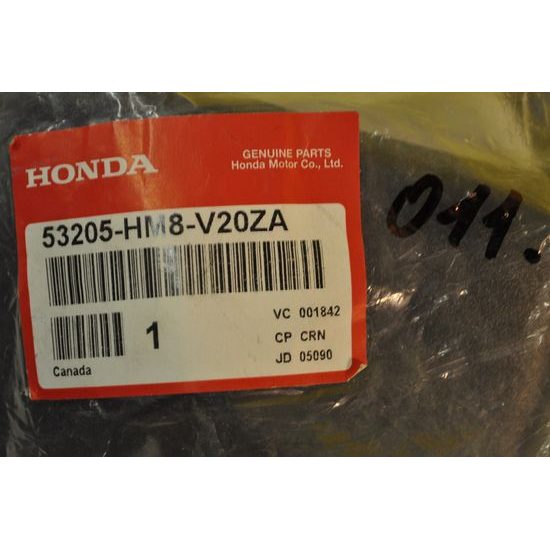 HONDA
GENUINE PARTS
Honda Motor Co., Ltd.
53205-HM8-V20ZA
1
VC 001842
CP CRN
JD 05090
Canada
011.